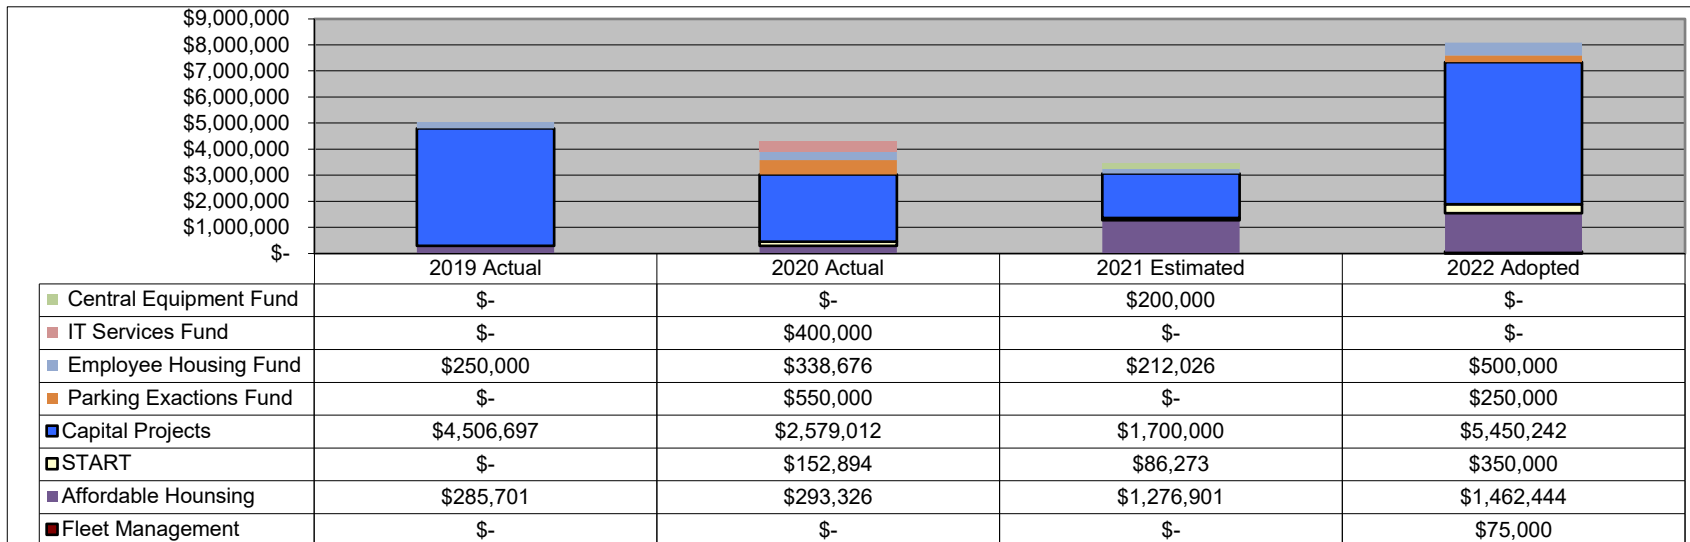 $9,000,000
$8,000,000
$7,000,000
$6,000,000
$5,000,000
$4,000,000
$3,000,000
$2,000,000
$1,000,000
$-
2019 Actual 2020 Actual 2021 Estimated 2022 Adopted
Central Equipment Fund $- $- $200,000 $-
IT Services Fund $- $400,000 $- $-
Employee Housing Fund $250,000 $338,676 $212,026 $500,000
Parking Exactions Fund $- $550,000 $- $250,000
Capital Projects $4,506,697 $2,579,012 $1,700,000 $5,450,242
START $- $152,894 $86,273 $350,000
Affordable Hounsing $285,701 $293,326 $1,276,901 $1,462,444
Fleet Management $- $- $- $75,000